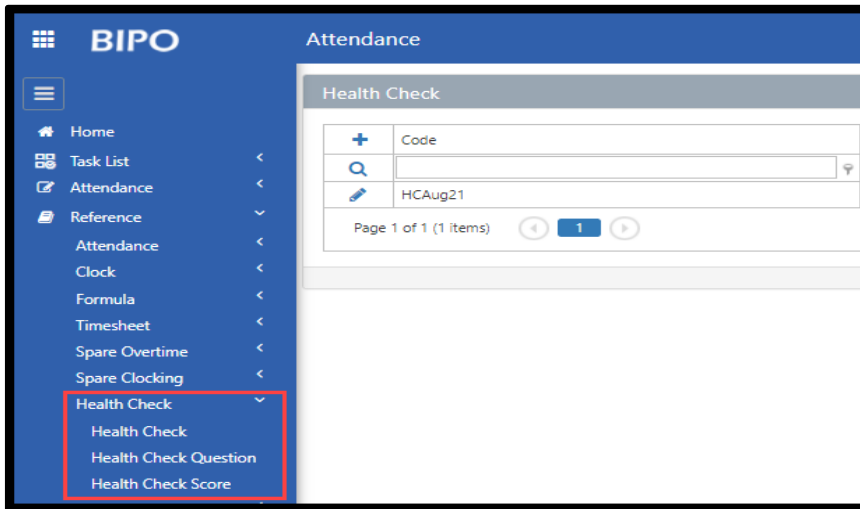 BIPO
Attendance
Home
Task List
Attendance
Reference
Attendance
Clock
Formula
Timesheet
Spare Overtime
Spare Clocking
Health Check
Health Check
Health Check Question
Health Check Score
Health Check
Code
HCAug21
Page 1 of 1 (1 items) 1